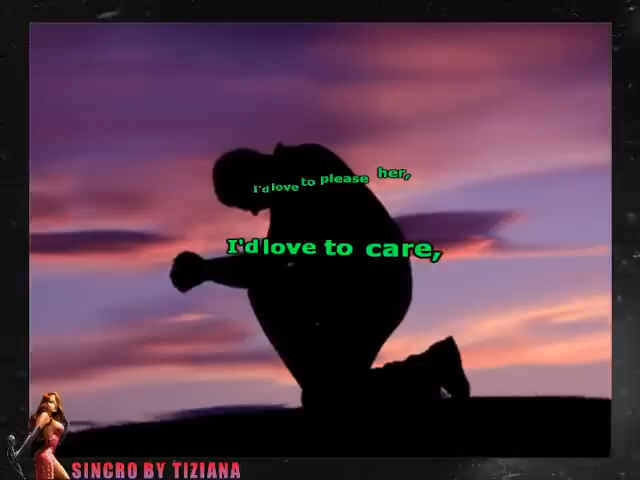 I'd love to please her,
I'd love to care,
SINCRO BY TIZIANA